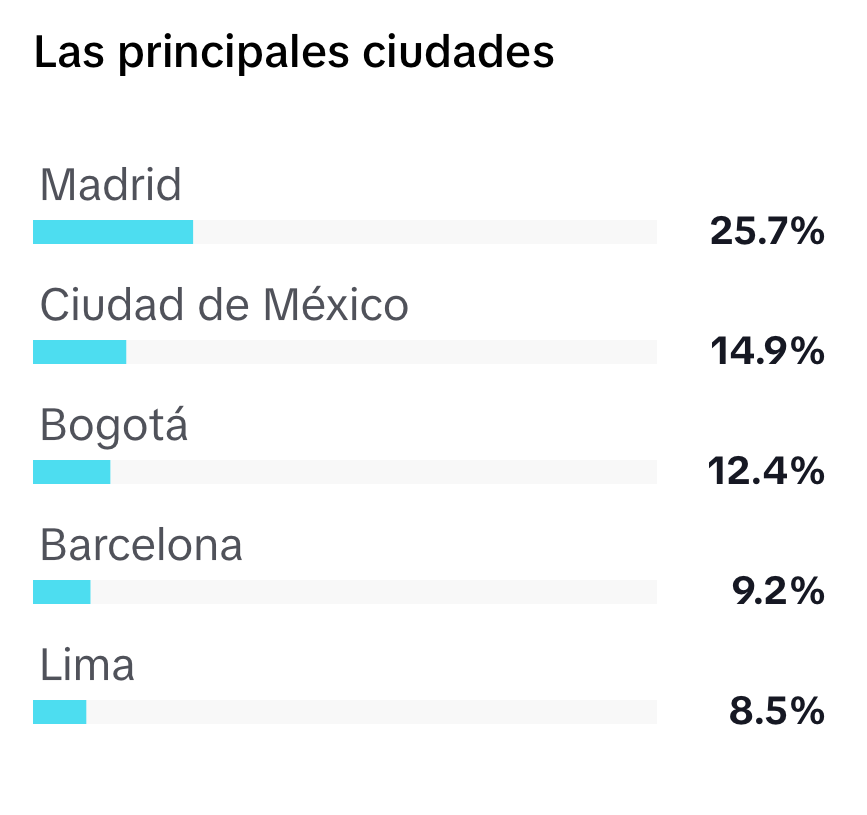 Las principales ciudades
Madrid
25.7%
Ciudad de México
14.9%
Bogotá
12.4%
Barcelona
9.2%
Lima
8.5%